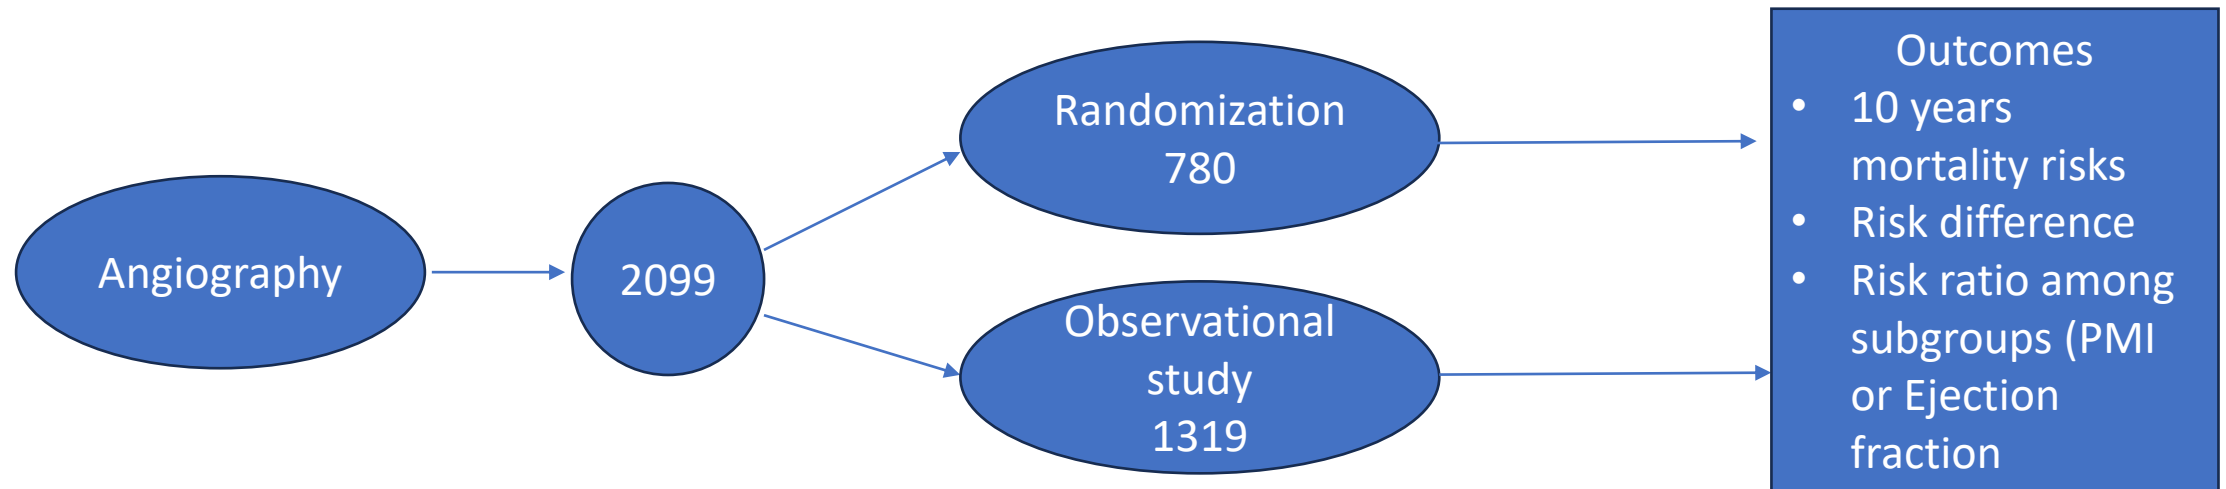 Angiography
2099
Randomization
780
Observational
study
1319
Outcomes
• 10 years
mortality risks
• Risk difference
• Risk ratio among
subgroups (PMI
or Ejection
fraction